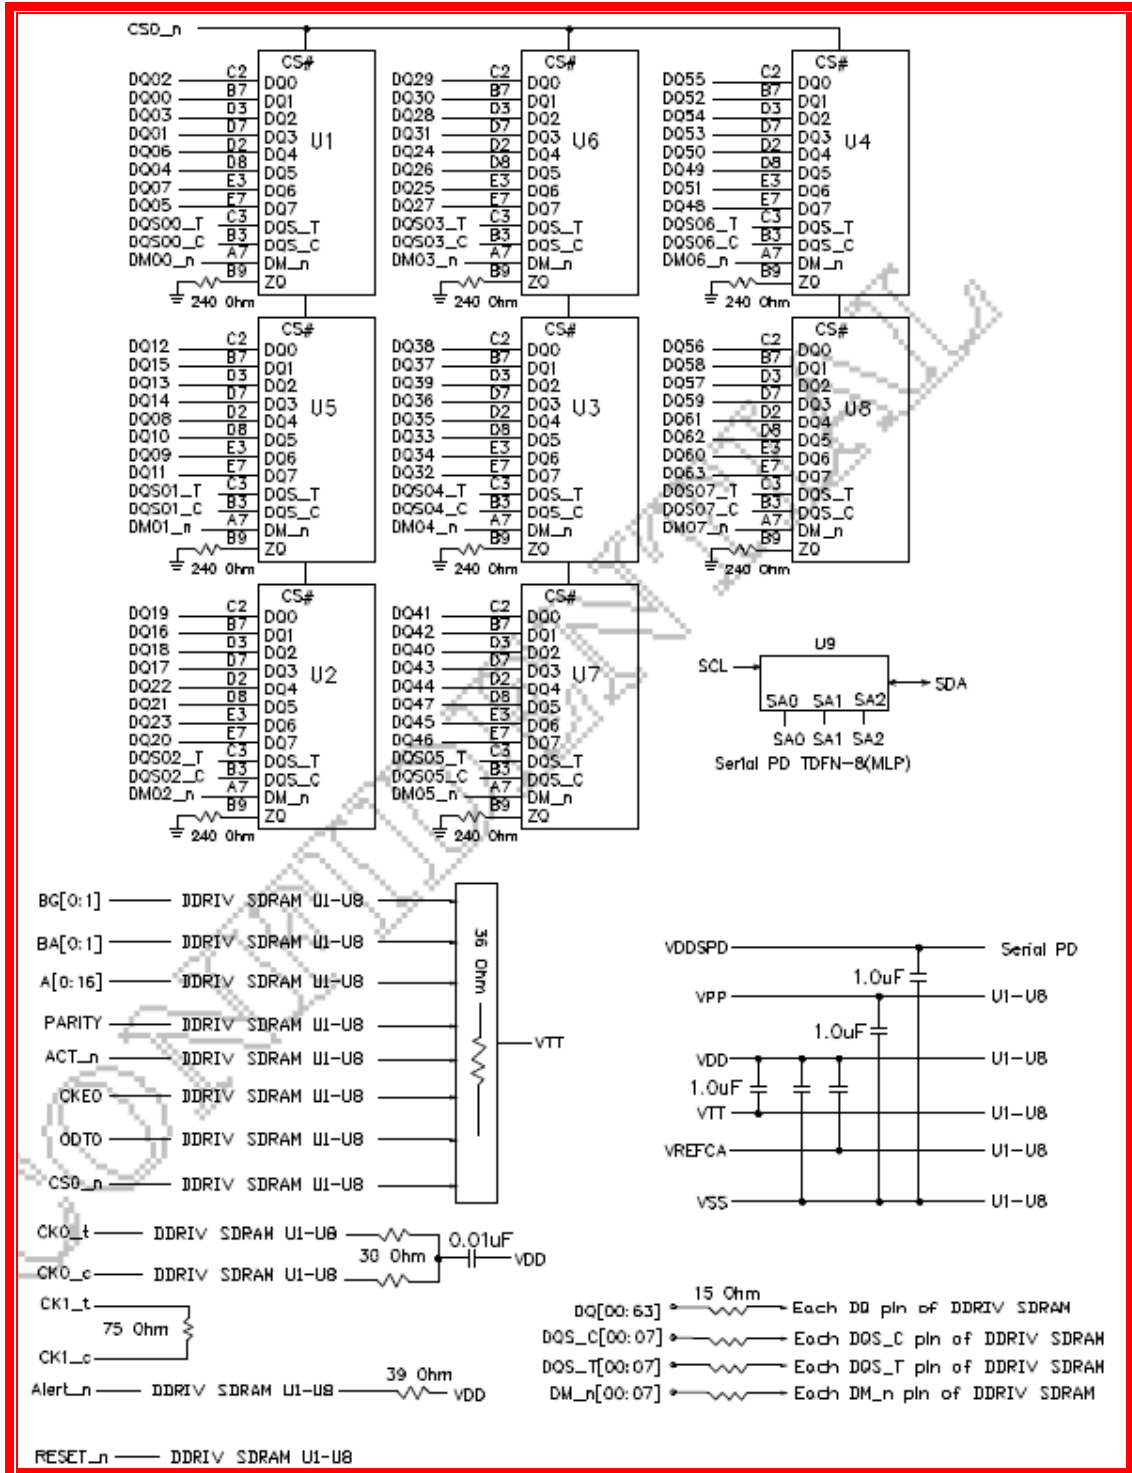 CS0_n
CS# CS# CS#
DQ02 C2 DQ0
DQ00 B7 DQ1
DQ03 D3 DQ2
DQ01 D7 DQ3
DQ06 D2 DQ4
DQ04 D8 DQ5
DQ07 E3 DQ6
DQ05 E7 DQ7
DQS00_T C3 DQS_T
DQS00_C B3 DQS_C
DM00_n A7 DM_n
B9 ZQ
U1
240 Ohm
DQ29 C2 DQ0
DQ30 B7 DQ1
DQ28 D3 DQ2
DQ31 D7 DQ3
DQ24 D2 DQ4
DQ26 D8 DQ5
DQ25 E3 DQ6
DQ27 E7 DQ7
DQS03_T C3 DQS_T
DQS03_C B3 DQS_C
DM03_n A7 DM_n
B9 ZQ
U6
240 Ohm
DQ55 C2 DQ0
DQ52 B7 DQ1
DQ54 D3 DQ2
DQ53 D7 DQ3
DQ50 D2 DQ4
DQ49 D8 DQ5
DQ51 E3 DQ6
DQ48 E7 DQ7
DQS06_T C3 DQS_T
DQS06_C B3 DQS_C
DM06_n A7 DM_n
B9 ZQ
U4
240 Ohm
CS# CS# CS#
DQ12 C2 DQ0
DQ15 B7 DQ1
DQ13 D3 DQ2
DQ14 D7 DQ3
DQ08 D2 DQ4
DQ10 D8 DQ5
DQ09 E3 DQ6
DQ11 E7 DQ7
DQS01_T C3 DQS_T
DQS01_C B3 DQS_C
DM01_n A7 DM_n
B9 ZQ
U5
240 Ohm
DQ38 C2 DQ0
DQ37 B7 DQ1
DQ39 D3 DQ2
DQ36 D7 DQ3
DQ35 D2 DQ4
DQ33 D8 DQ5
DQ34 E3 DQ6
DQ32 E7 DQ7
DQS04_T C3 DQS_T
DQS04_C B3 DQS_C
DM04_n A7 DM_n
B9 ZQ
U3
240 Ohm
DQ56 C2 DQ0
DQ58 B7 DQ1
DQ57 D3 DQ2
DQ59 D7 DQ3
DQ61 D2 DQ4
DQ62 D8 DQ5
DQ60 E3 DQ6
DQ63 E7 DQ7
DQS07_T C3 DQS_T
DQS07_C B3 DQS_C
DM07_n A7 DM_n
B9 ZQ
U8
240 Ohm
CS# CS#
DQ19 C2 DQ0
DQ16 B7 DQ1
DQ18 D3 DQ2
DQ17 D7 DQ3
DQ22 D2 DQ4
DQ21 D8 DQ5
DQ23 E3 DQ6
DQ20 E7 DQ7
DQS02_T C3 DQS_T
DQS02_C B3 DQS_C
DM02_n A7 DM_n
B9 ZQ
U2
240 Ohm
DQ41 C2 DQ0
DQ42 B7 DQ1
DQ40 D3 DQ2
DQ43 D7 DQ3
DQ44 D2 DQ4
DQ47 D8 DQ5
DQ45 E3 DQ6
DQ46 E7 DQ7
DQS05_T C3 DQS_T
DQS05_C B3 DQS_C
DM05_n A7 DM_n
B9 ZQ
U7
240 Ohm
U9
SCL SDA
SA0 SA1 SA2
SA0 SA1 SA2
Serial PD TDFN-8(MLP)
CONFIDENTIAL
BG[0:1] DDRIV SDRAM U1-U8
BA[0:1] DDRIV SDRAM U1-U8
A[0:16] DDRIV SDRAM U1-U8
PARITY DDRIV SDRAM U1-U8
ACT_n DDRIV SDRAM U1-U8
CKE0 DDRIV SDRAM U1-U8
ODT0 DDRIV SDRAM U1-U8
CS0_n DDRIV SDRAM U1-U8
36 Ohm
VTT
CK0_t DDRIV SDRAM U1-U8
30 Ohm 0.01uF VDD
CK0_c DDRIV SDRAM U1-U8
CK1_t
75 Ohm
CK1_c
Alert_n DDRIV SDRAM U1-U8 39 Ohm VDD
RESET_n DDRIV SDRAM U1-U8
VDDSPD Serial PD
1.0uF
VPP U1-U8
1.0uF
VDD U1-U8
1.0uF
VTT U1-U8
VREFCA U1-U8
VSS U1-U8
15 Ohm
DQ[00:63] Each DQ pin of DDRIV SDRAM
DQS_C[00:07] Each DQS_C pin of DDRIV SDRAM
DQS_T[00:07] Each DQS_T pin of DDRIV SDRAM
DM_n[00:07] Each DM_n pin of DDRIV SDRAM